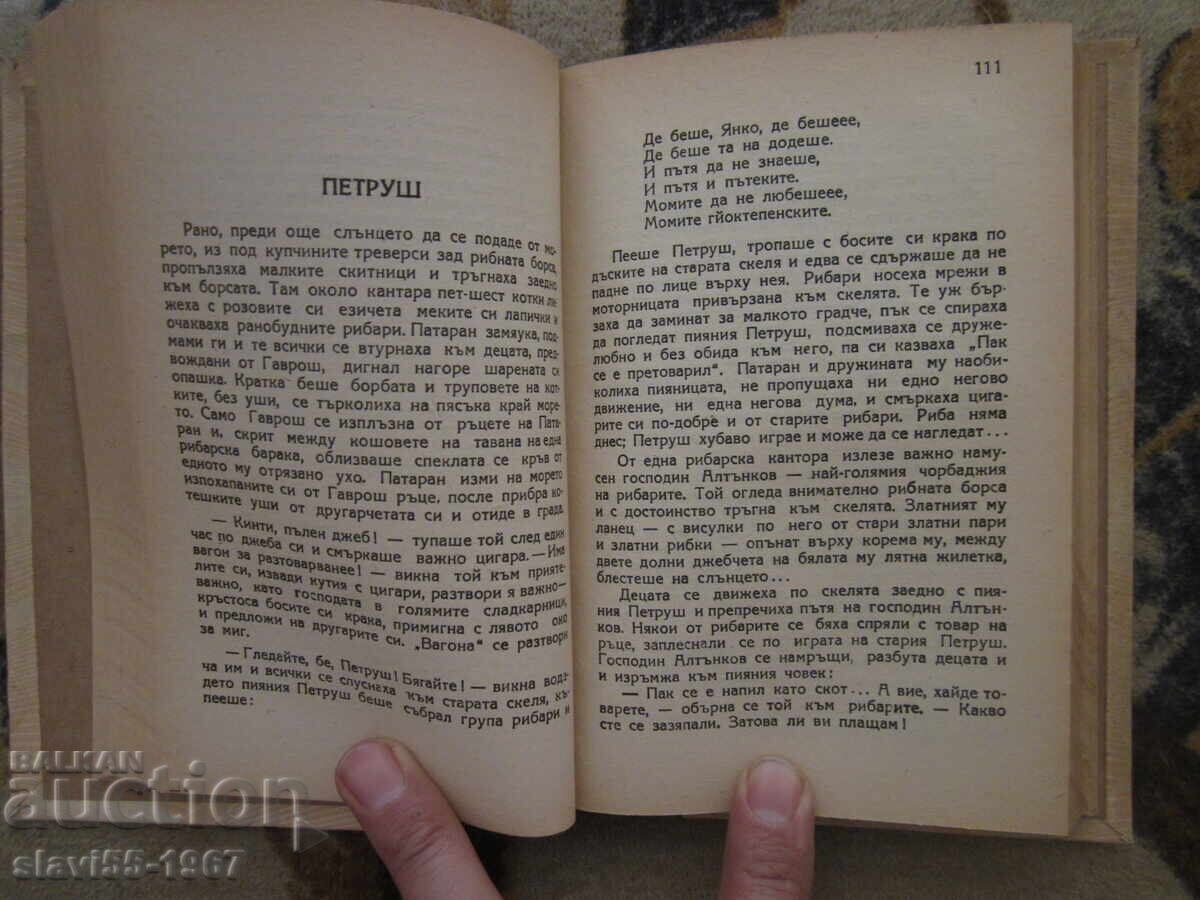 ПЕТРУШ
Рано, преди още слънцето да се подаде от мо-
рето, из под купчините треверси зад рибната борса,
пропълзяха малките скитници и тръгнаха заедно
към борсата. Там около кантара пет-шест котки ли-
жеха с розовите си езичета меките си лапички и
очакваха ранобудните рибари. Патаран замяука, под-
мами ги и те всички се втурнаха към децата, пред-
вождани от Гаврош, дигнал нагоре шарената си
опашка. Кратка беше борбата и труповете на кот-
ките, без уши, се търколиха на пясъка край море-
то. Само Гаврош се изплъзна от ръцете на Пата-
ран и, скрит между кошовете на тавана на една
рибарска барака, облизваше спеклата се кръв от
едното му отрязано ухо. Патаран изми на морето
изпохапаните си от Гаврош ръце, после прибра ко-
тешките уши от другарчетата си и отиде в града.
— Кинти, пълен джеб! — тупаше той след един
час по джеба си и смъркаше важно цигара. — Има
вагон за разтоварванее! — викна той към прияте-
лите си, извади кутия с цигари, разтвори я важно—
важно, като господата в големите сладкарници,
кръстоса босите си крака, примигна с лявото око
и предложи на другарите си. „Вагона“ се разтвори
за миг.
— Гледейте, бе, Петруш! Бягайте! — викна вода-
ча им и всички се спуснаха към старата скеля, къ-
дето пияния Петруш беше събрал група рибари и
пееше:
111
Де беше, Янко, де бешеее,
Де беше та на додеше.
И пътя да не знаеше,
И пътя и пътеките.
Момите да не любешеее,
Момите гйоктепенските.
Пееше Петруш, тропаше с босите си крака по
дъските на старата скеля и едва се сдържаше да не
падне по лице върху нея. Рибари носеха мрежи в
моторницата привързана към скелята. Те уж бър-
заха да заминат за малкото градче, пък се спираха
да погледат пияния Петруш, подсмиваха се друже-
любно и без обида към него, па си казваха „Пак
се е претоварил“. Патаран и дружината му наоби-
колиха пияницата, не пропущаха ни едно негово
движение, ни една негова дума, и смъркаха цига-
рите си по-добре и от старите рибари. Риба няма
днес; Петруш хубаво играе и може да се нагледат...
От една рибарска кантора излезе важно наму-
сен господин Алтънков — най-големия чорбаджия
на рибарите. Той огледа внимателно рибната борса
и с достоинство тръгна към скелята. Златният му
ланец — с висулки по него от стари златни пари
и златни рибки — опънат върху корема му, между
двете долни джебчета на бялата му лятна жилетка,
блестеше на слънцето...
Децата се движеха по скелята заедно с пия-
ния Петруш и препречиха пътя на господин Алтън-
ков. Някои от рибарите се бяха спряли с товар на
ръце, заплеснали се по играта на стария Петруш.
Господин Алтънков се намръщи, разбута децата и
и изръмжа към пияния човек:
— Пак се е напил като скот... А вие, хайде то-
варете, — обърна се той към рибарите. — Какво
сте се зазяпали. Затова ли ви плащам!
BALKAN
auction
slavi55-1967